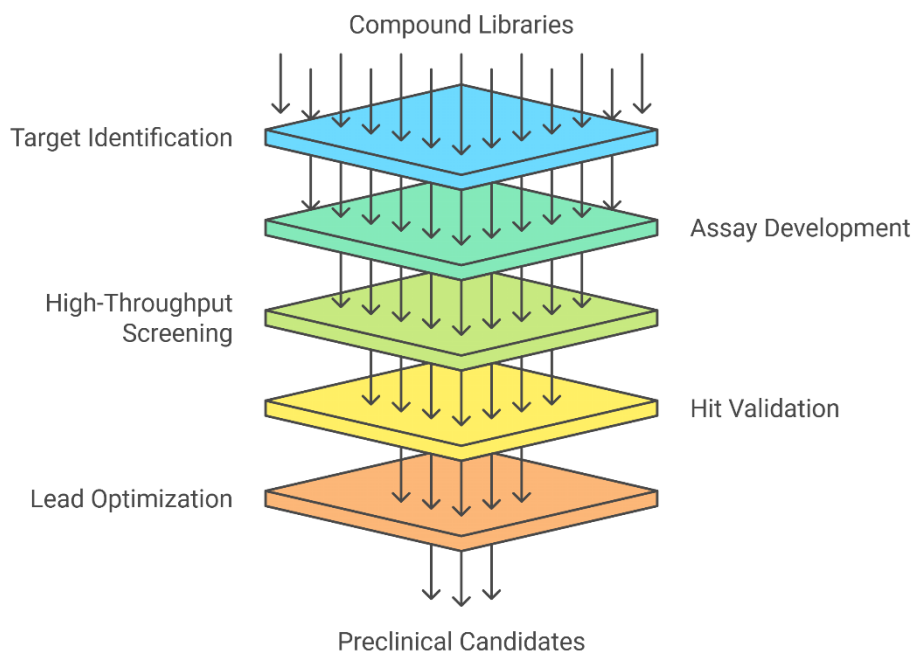 Compound Libraries
Target Identification
Assay Development
High-Throughput
Screening
Hit Validation
Lead Optimization
Preclinical Candidates